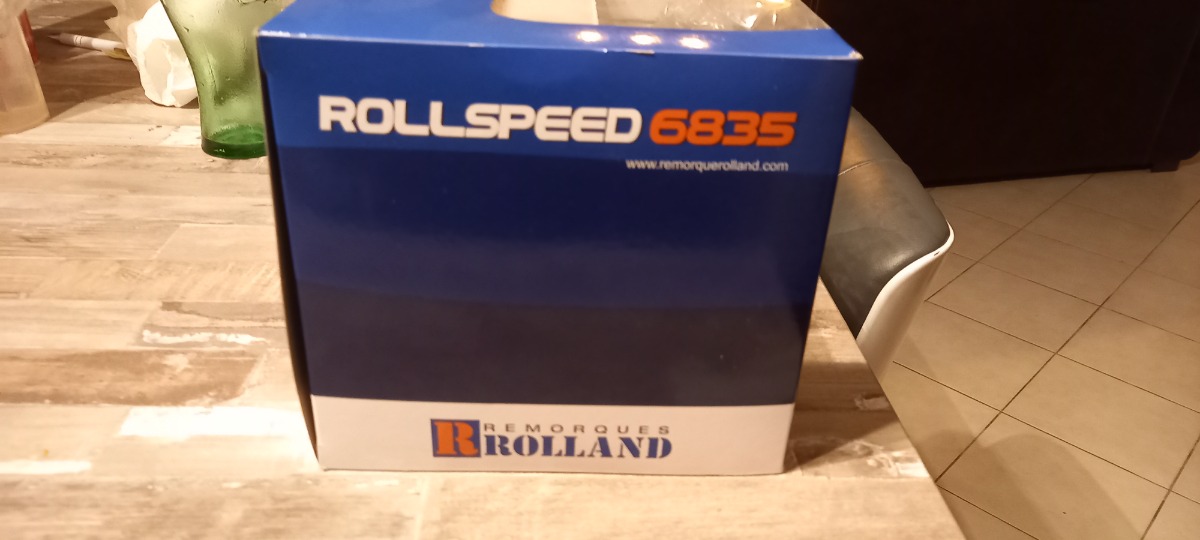 ROLLSPEED 6835
www.remorquerolland.com
R REMORQUES
ROLLAND